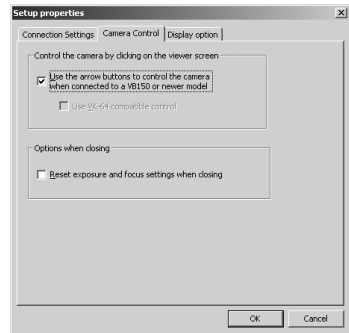 Setup properties
Connection Settings Camera Control Display option
Control the camera by clicking on the viewer screen
Use the arrow buttons to control the camera
when connected to a VB150 or newer model
Use VK-64 compatible control
Options when closing
Reset exposure and focus settings when closing
OK Cancel